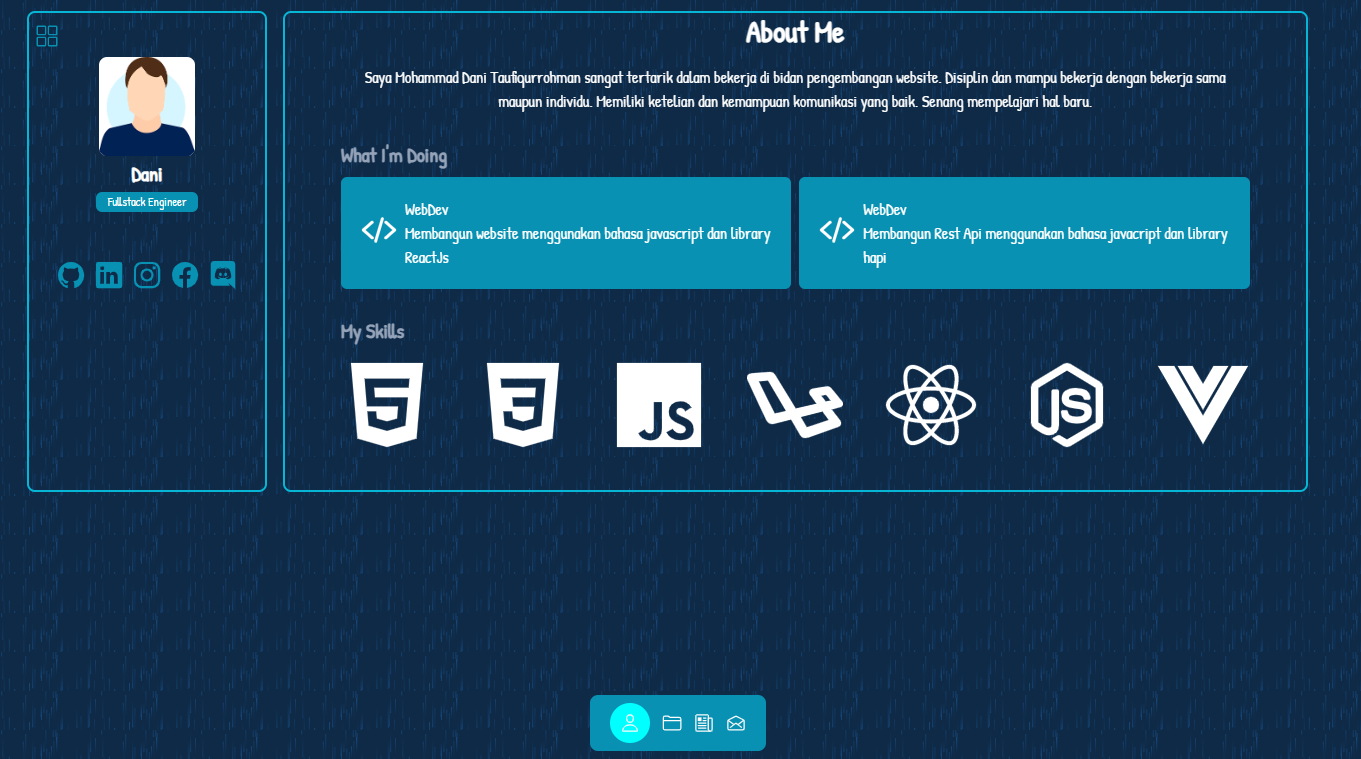 About Me
Saya Mohammad Dani Taufiqurrohman sangat tertarik dalam bekerja di bidan pengembangan website. Disiplin dan mampu bekerja dengan bekerja sama
maupun individu. Memiliki ketelian dan kemampuan komunikasi yang baik. Senang mempelajari hal baru.
Dani
Fullstack Engineer
in
What I'm Doing
WebDev
Membangun website menggunakan bahasa javascript dan library
ReactJs
WebDev
Membangun Rest Api menggunakan bahasa javacript dan library
hapi
My Skills
5
3
JS
JS